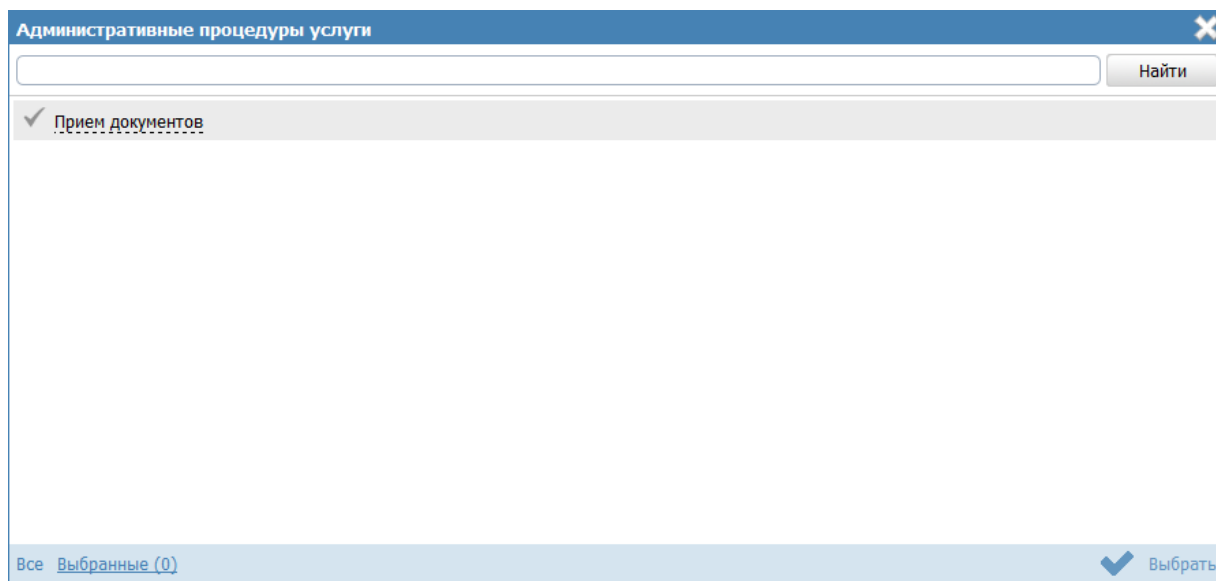 Административные процедуры услуги
Найти
Прием документов
Все Выбранные (0) Выбрать